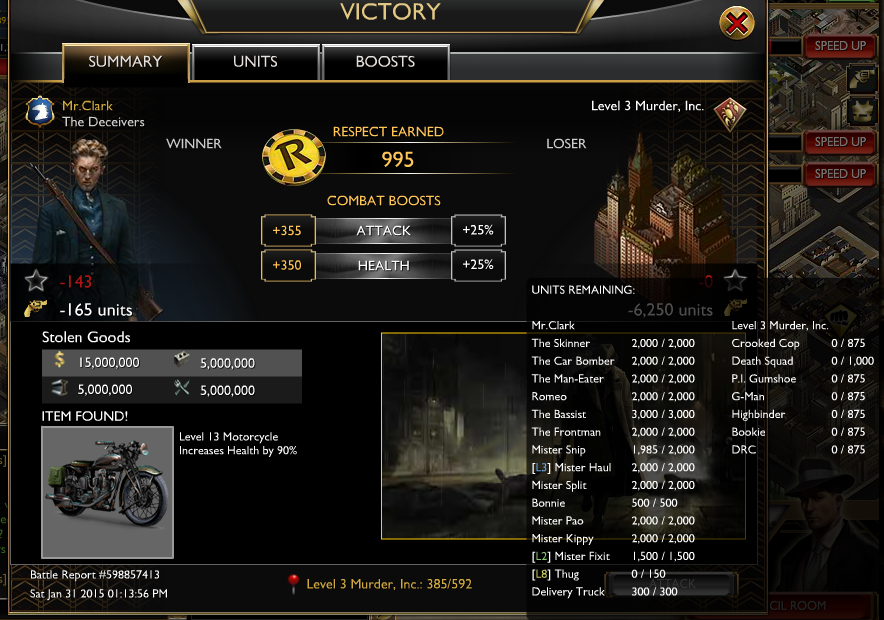 VICTORY
SUMMARY
UNITS
BOOSTS
SPEED UP
SPEED UP
SPEED UP
Mr.Clark
The Deceivers
Level 3 Murder, Inc.
WINNER
LOSER
RESPECT EARNED
995
R
COMBAT BOOSTS
+355 ATTACK +25%
+350 HEALTH +25%
-143
-165 units
-0
-6,250 units
Stolen Goods
15,000,000 5,000,000
5,000,000 5,000,000
ITEM FOUND!
Level 13 Motorcycle
Increases Health by 90%
UNITS REMAINING:
Mr.Clark
The Skinner 2,000 / 2,000
The Car Bomber 2,000 / 2,000
The Man-Eater 2,000 / 2,000
Romeo 2,000 / 2,000
The Bassist 3,000 / 3,000
The Frontman 2,000 / 2,000
Mister Snip 1,985 / 2,000
[L3] Mister Haul 2,000 / 2,000
Mister Split 2,000 / 2,000
Bonnie 500 / 500
Mister Pao 2,000 / 2,000
Mister Kippy 2,000 / 2,000
[L2] Mister Fixit 1,500 / 1,500
[L8] Thug 0 / 150
Delivery Truck 300 / 300
Level 3 Murder, Inc.
Crooked Cop 0 / 875
Death Squad 0 / 1,000
P.I. Gumshoe 0 / 875
G-Man 0 / 875
Highbinder 0 / 875
Bookie 0 / 875
DRC 0 / 875
Battle Report #598857413
Sat Jan 31 2015 01:13:56 PM
Level 3 Murder, Inc.: 385/592
ATTACK
CIL ROOM